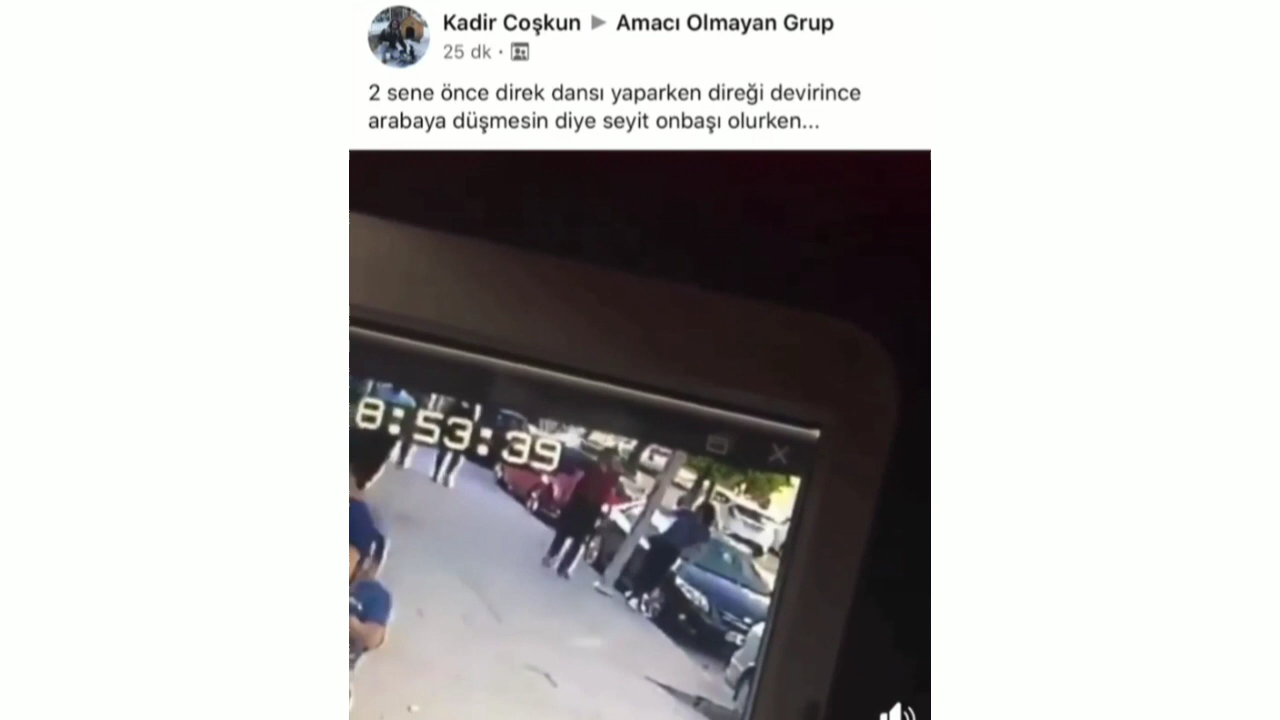 Kadir Coşkun ▶ Amacı Olmayan Grup
25 dk ·
2 sene önce direk dansı yaparken direği devirince
arabaya düşmesin diye seyit onbaşı olurken...
8:53:39